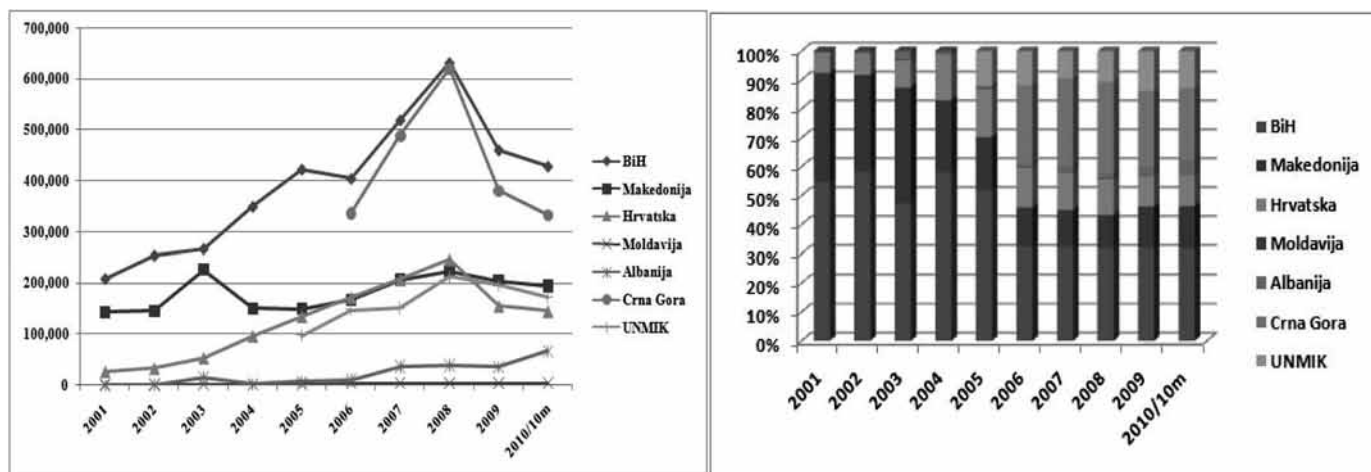 700,000
600,000
500,000
400,000
300,000
200,000
100,000
0
2001
2002
2003
2004
2005
2006
2007
2008
2009
2010/10m
BiH
Makedonija
Hrvatska
Moldavija
Albanija
Crna Gora
UNMIK
100%
90%
80%
70%
60%
50%
40%
30%
20%
10%
0%
2001
2002
2003
2004
2005
2006
2007
2008
2009
2010/10m
BiH
Makedonija
Hrvatska
Moldavija
Albanija
Crna Gora
UNMIK